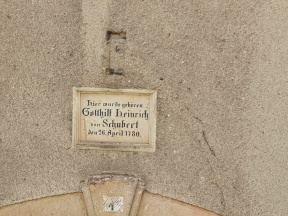 Hier wurde geboren
Gotthilf Heinrich
von Schubert
den 26. April 1780.